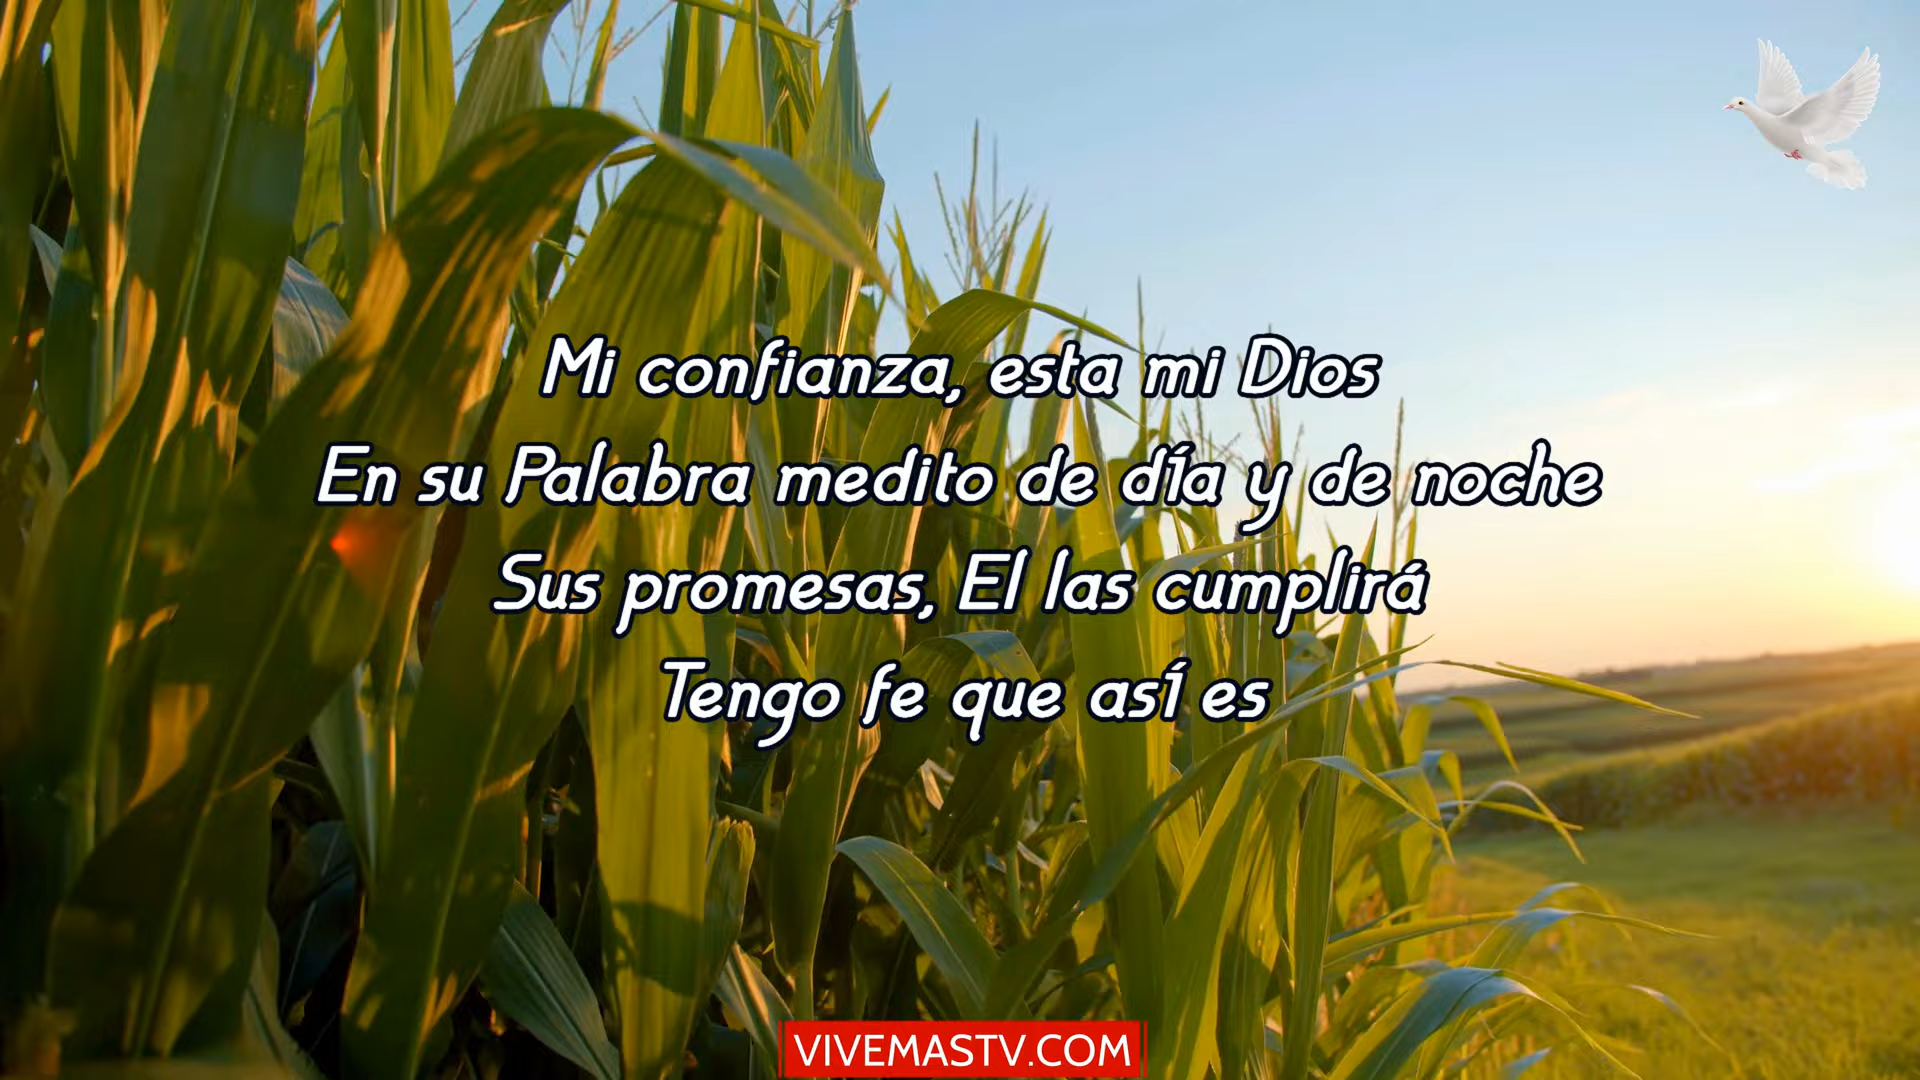 Mi confianza, esta mi Dios
En su Palabra medito de día y de noche
Sus promesas, El las cumplirá
Tengo fe que así es
VIVEMASTV.COM